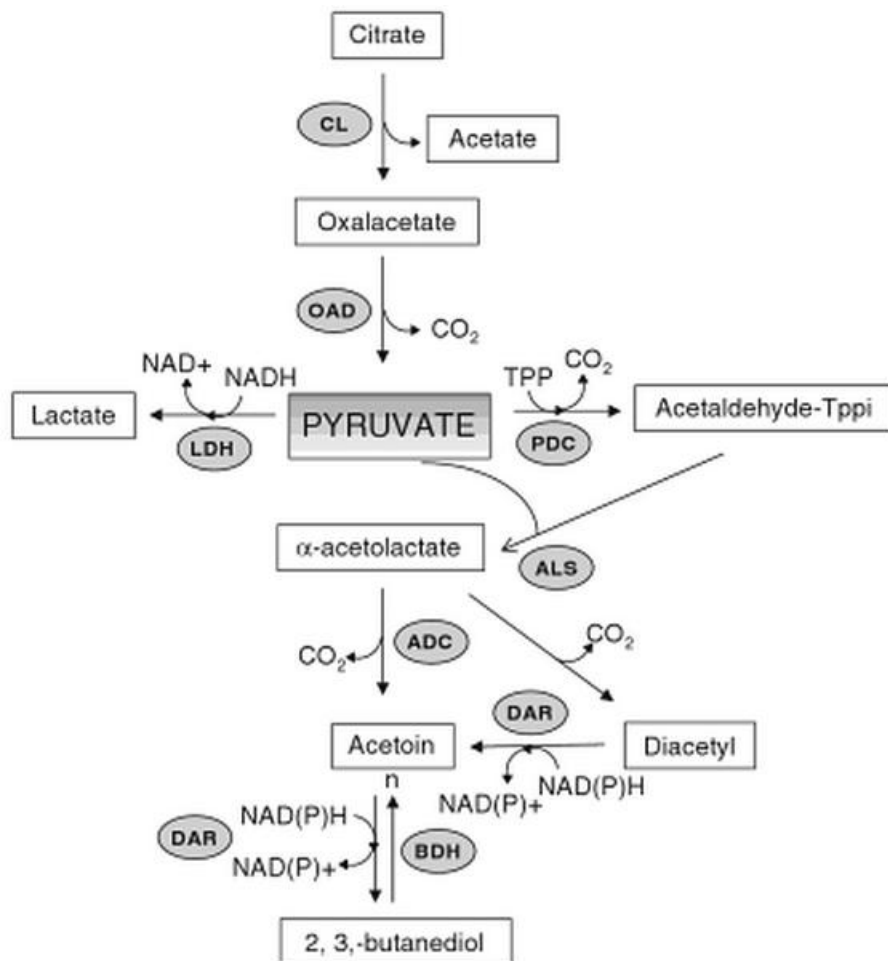 Citrate
CL
Acetate
Oxalacetate
OAD
CO₂
NAD+
NADH
TPP
CO₂
Lactate
PYRUVATE
Acetaldehyde-Tppi
LDH
PDC
α-acetolactate
ALS
CO₂
ADC
CO₂
DAR
Acetoin
Diacetyl
n
NAD(P)+
NAD(P)H
NAD(P)H
DAR
BDH
NAD(P)+
2, 3,-butanediol